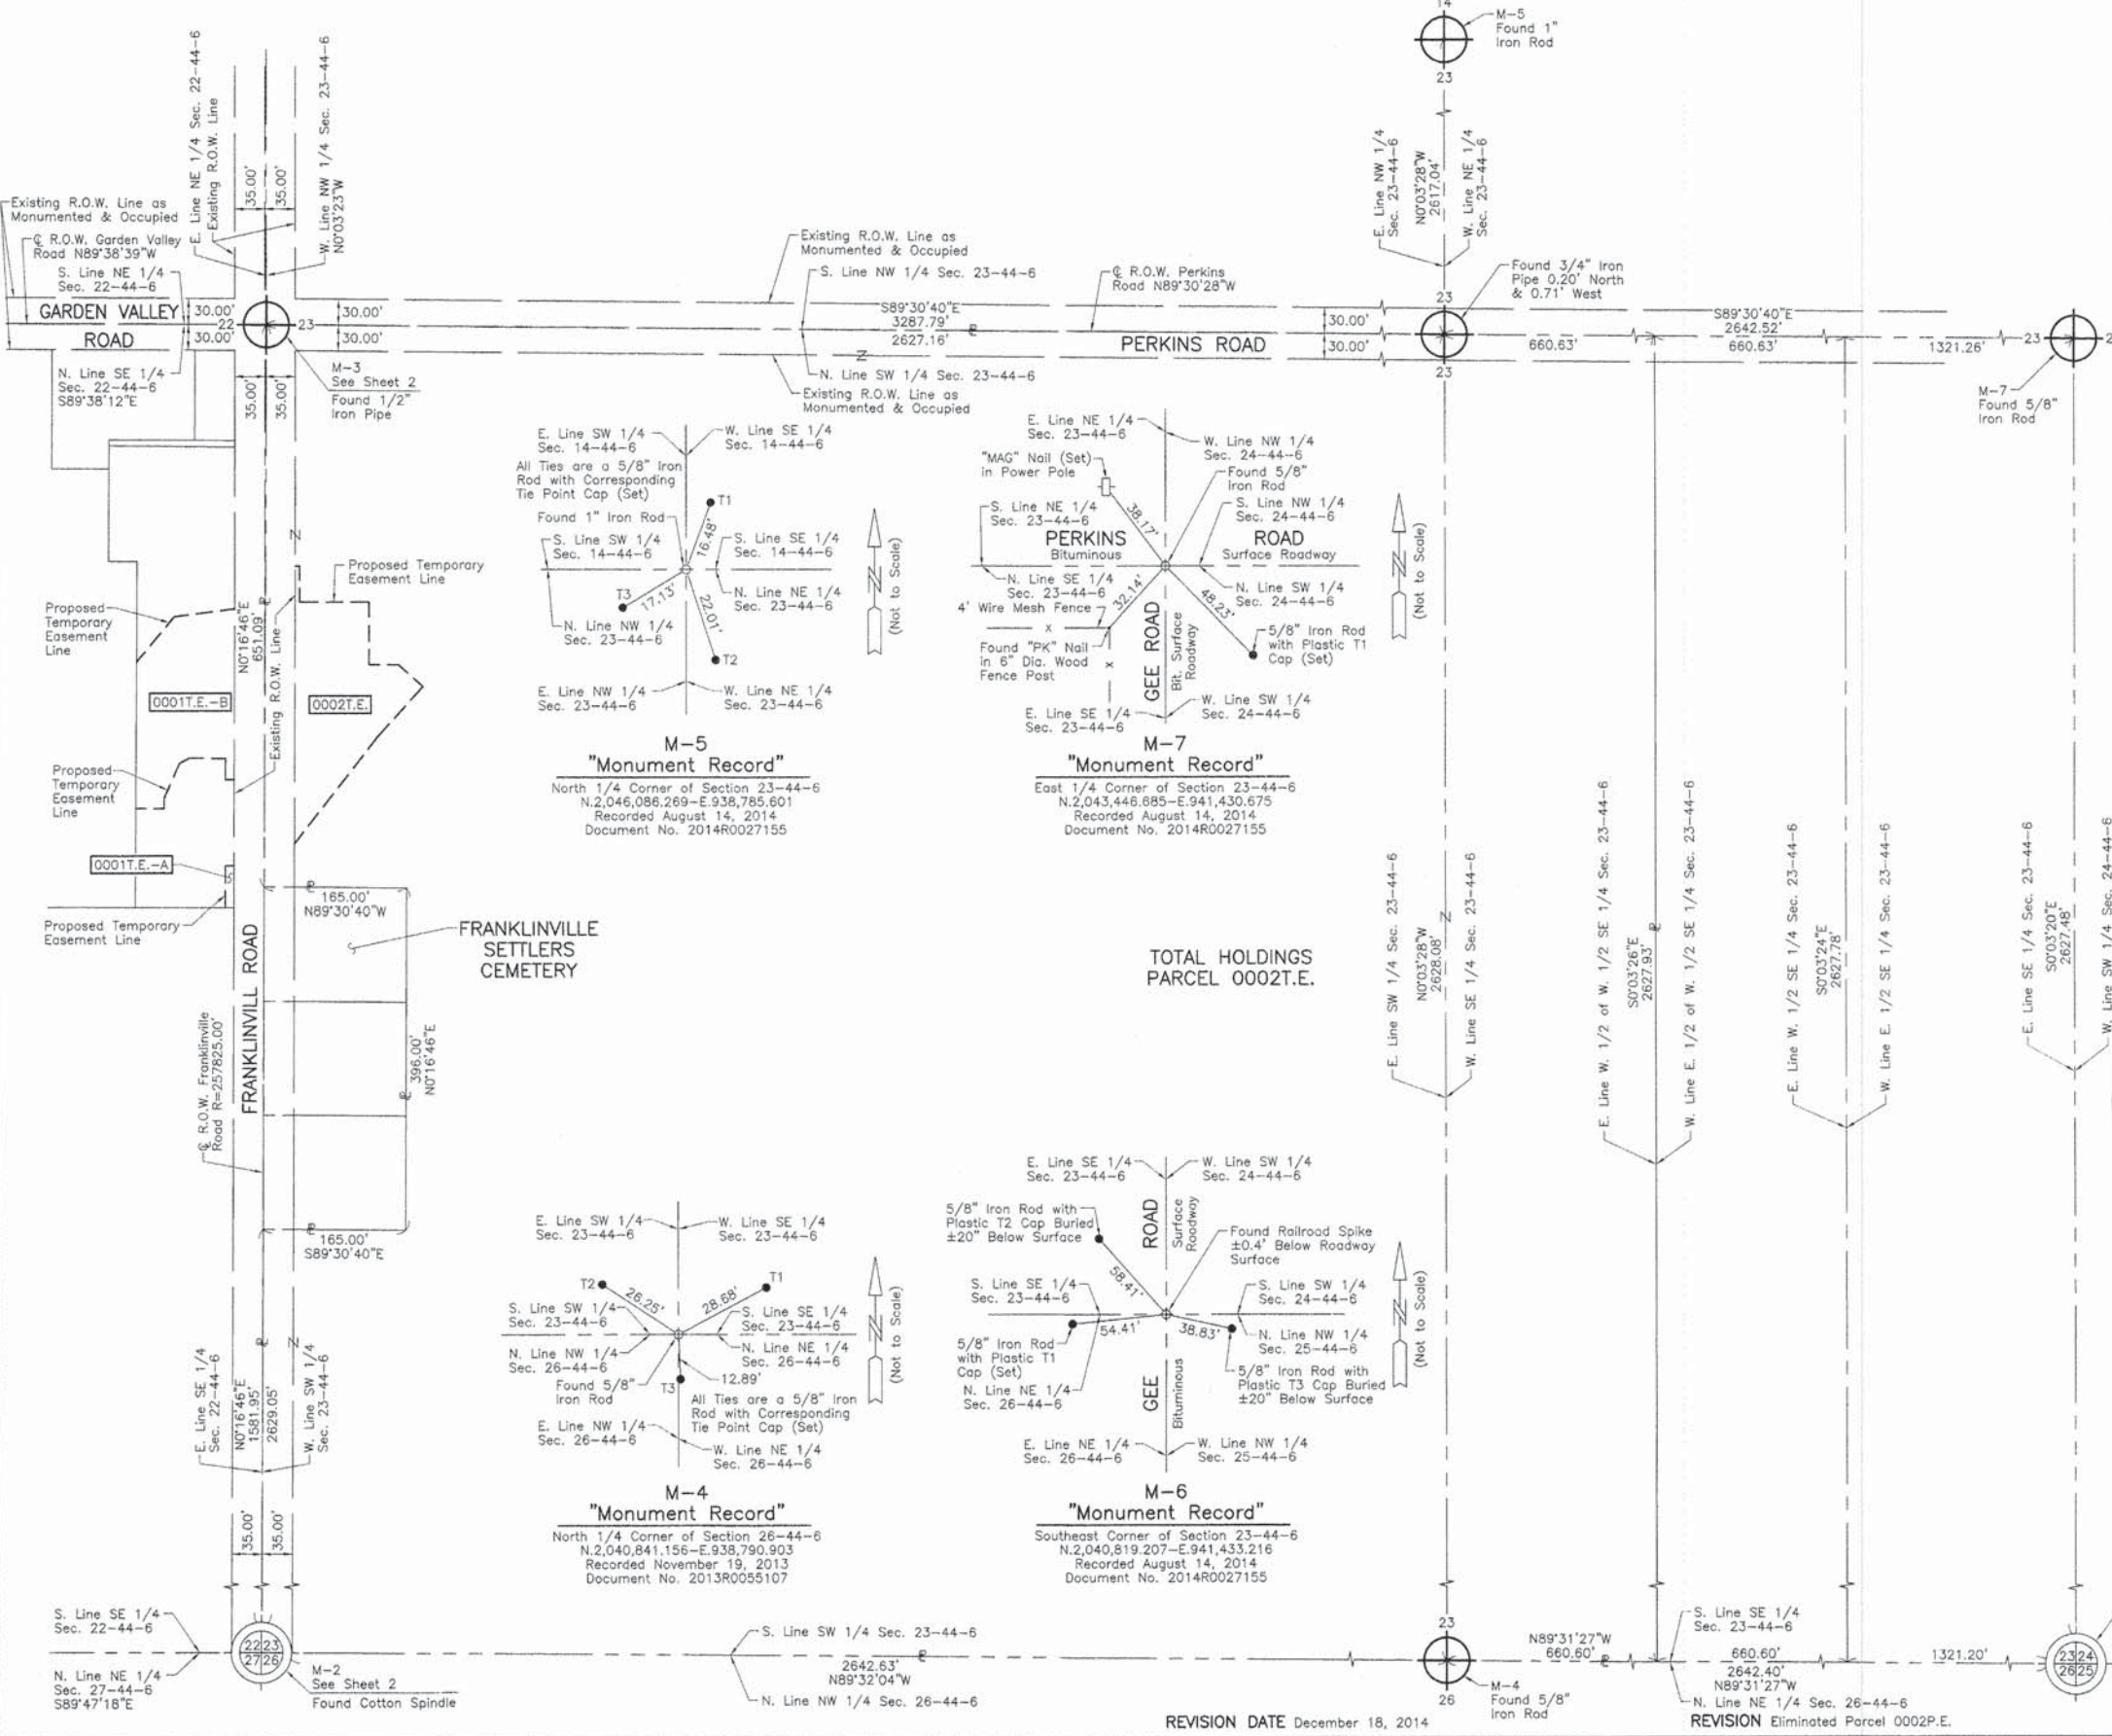 14
M-5
Found 1"
Iron Rod
23
E. Line NE 1/4 Sec. 22-44-6
Existing R.O.W. Line
W. Line NW 1/4 Sec. 23-44-6
N0°03'23"W
35.00'
35.00'
E. Line NW 1/4
Sec. 23-44-6
N0°03'28"W
2617.04'
W. Line NE 1/4
Sec. 23-44-6
Existing R.O.W. Line as
Monumented & Occupied
℄ R.O.W. Garden Valley
Road N89°38'39"W
S. Line NE 1/4
Sec. 22-44-6
GARDEN VALLEY
ROAD
30.00'
30.00'
22
23
30.00'
30.00'
N. Line SE 1/4
Sec. 22-44-6
S89°38'12"E
35.00'
35.00'
M-3
See Sheet 2
Found 1/2"
Iron Pipe
Existing R.O.W. Line as
Monumented & Occupied
S. Line NW 1/4 Sec. 23-44-6
℄ R.O.W. Perkins
Road N89°30'28"W
S89°30'40"E
3287.79'
2627.16'
PERKINS ROAD
30.00'
30.00'
N. Line SW 1/4 Sec. 23-44-6
Existing R.O.W. Line as
Monumented & Occupied
23
23
Found 3/4" Iron
Pipe 0.20' North
& 0.71' West
S89°30'40"E
2642.52'
660.63'
660.63'
1321.26'
23
M-7
Found 5/8"
Iron Rod
E. Line SW 1/4
Sec. 14-44-6
W. Line SE 1/4
Sec. 14-44-6
All Ties are a 5/8" Iron
Rod with Corresponding
Tie Point Cap (Set)
T1
Found 1" Iron Rod
16.48'
S. Line SW 1/4
Sec. 14-44-6
S. Line SE 1/4
Sec. 14-44-6
T3
17.13'
22.01'
N. Line NE 1/4
Sec. 23-44-6
N. Line NW 1/4
Sec. 23-44-6
T2
E. Line NW 1/4
Sec. 23-44-6
W. Line NE 1/4
Sec. 23-44-6
N
(Not to Scale)
M-5
"Monument Record"
North 1/4 Corner of Section 23-44-6
N.2,046,086.269-E.938,785.601
Recorded August 14, 2014
Document No. 2014R0027155
E. Line NE 1/4
Sec. 23-44-6
W. Line NW 1/4
Sec. 24-44-6
"MAG" Nail (Set)
in Power Pole
Found 5/8"
Iron Rod
38.17'
S. Line NE 1/4
Sec. 23-44-6
S. Line NW 1/4
Sec. 24-44-6
PERKINS
Bituminous
ROAD
Surface Roadway
N. Line SE 1/4
Sec. 23-44-6
N. Line SW 1/4
Sec. 24-44-6
4' Wire Mesh Fence
32.14'
48.23'
x
x
Found "PK" Nail
in 6" Dia. Wood
Fence Post
GEE ROAD
Bit. Surface
Roadway
5/8" Iron Rod
with Plastic T1
Cap (Set)
E. Line SE 1/4
Sec. 23-44-6
W. Line SW 1/4
Sec. 24-44-6
N
(Not to Scale)
M-7
"Monument Record"
East 1/4 Corner of Section 23-44-6
N.2,043,446.685-E.941,430.675
Recorded August 14, 2014
Document No. 2014R0027155
Z
Z
Proposed Temporary
Easement Line
Proposed
Temporary
Easement
Line
N0°16'46"E
651.09'
Existing R.O.W. Line
0001T.E.-B
0002T.E.
Proposed
Temporary
Easement
Line
0001T.E.-A
Proposed Temporary
Easement Line
165.00'
N89°30'40"W
FRANKLINVILLE
SETTLERS
CEMETERY
TOTAL HOLDINGS
PARCEL 0002T.E.
FRANKLINVILL ROAD
℄ R.O.W. Franklinville
Road R=257825.00'
396.00'
N0°16'46"E
165.00'
S89°30'40"E
E. Line SW 1/4 Sec. 23-44-6
N0°03'28"W
2628.08'
Z
W. Line SE 1/4 Sec. 23-44-6
E. Line W. 1/2 of W. 1/2 SE 1/4 Sec. 23-44-6
S0°03'26"E
2627.93'
W. Line E. 1/2 of W. 1/2 SE 1/4 Sec. 23-44-6
E. Line W. 1/2 SE 1/4 Sec. 23-44-6
S0°03'24"E
2627.78'
W. Line E. 1/2 SE 1/4 Sec. 23-44-6
E. Line SE 1/4 Sec. 23-44-6
S0°03'20"E
2627.48'
W. Line SW 1/4 Sec. 24-44-6
E. Line SE 1/4
Sec. 22-44-6
N0°16'46"E
1581.95'
2629.05'
Z
W. Line SW 1/4
Sec. 23-44-6
35.00'
35.00'
E. Line SW 1/4
Sec. 23-44-6
W. Line SE 1/4
Sec. 23-44-6
T2
26.25'
28.68'
T1
S. Line SW 1/4
Sec. 23-44-6
S. Line SE 1/4
Sec. 23-44-6
N. Line NW 1/4
Sec. 26-44-6
N. Line NE 1/4
Sec. 26-44-6
Found 5/8"
Iron Rod
T3
12.89'
All Ties are a 5/8" Iron
Rod with Corresponding
Tie Point Cap (Set)
E. Line NW 1/4
Sec. 26-44-6
W. Line NE 1/4
Sec. 26-44-6
N
(Not to Scale)
M-4
"Monument Record"
North 1/4 Corner of Section 26-44-6
N.2,040,841.156-E.938,790.903
Recorded November 19, 2013
Document No. 2013R0055107
E. Line SE 1/4
Sec. 23-44-6
W. Line SW 1/4
Sec. 24-44-6
5/8" Iron Rod with
Plastic T2 Cap Buried
±20" Below Surface
ROAD
Surface
Roadway
Found Railroad Spike
±0.4' Below Roadway
Surface
58.41'
S. Line SE 1/4
Sec. 23-44-6
S. Line SW 1/4
Sec. 24-44-6
54.41'
38.83'
5/8" Iron Rod
with Plastic T1
Cap (Set)
N. Line NW 1/4
Sec. 25-44-6
N. Line NE 1/4
Sec. 26-44-6
GEE
Bituminous
5/8" Iron Rod with
Plastic T3 Cap Buried
±20" Below Surface
E. Line NE 1/4
Sec. 26-44-6
W. Line NW 1/4
Sec. 25-44-6
N
(Not to Scale)
M-6
"Monument Record"
Southeast Corner of Section 23-44-6
N.2,040,819.207-E.941,433.216
Recorded August 14, 2014
Document No. 2014R0027155
S. Line SE 1/4
Sec. 22-44-6
N. Line NE 1/4
Sec. 27-44-6
S89°47'18"E
22 23
27 26
M-2
See Sheet 2
Found Cotton Spindle
S. Line SW 1/4 Sec. 23-44-6
2642.63'
N89°32'04"W
N. Line NW 1/4 Sec. 26-44-6
23
26
M-4
Found 5/8"
Iron Rod
N89°31'27"W
660.60'
S. Line SE 1/4
Sec. 23-44-6
660.60'
2642.40'
N89°31'27"W
N. Line NE 1/4 Sec. 26-44-6
1321.20'
23 24
26 25
REVISION DATE December 18, 2014
REVISION Eliminated Parcel 0002P.E.